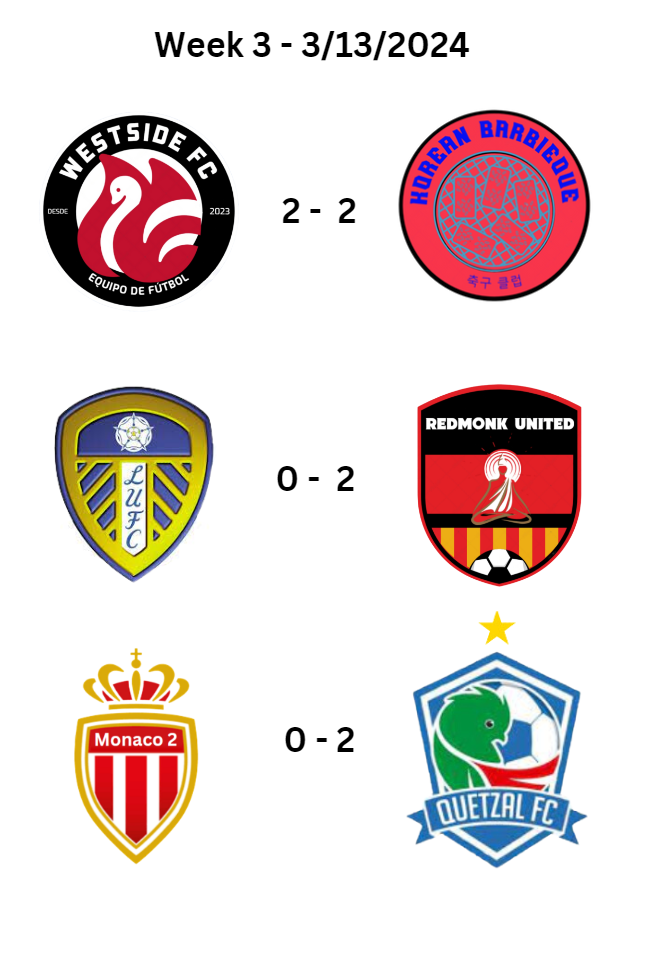 Week 3 - 3/13/2024
WESTSIDE FC
DESDE
2023
EQUIPO DE FÚTBOL
2 - 2
KOREAN BARBIEQUE
축구 클럽
LUFC
0 - 2
REDMONK UNITED
Monaco 2
0 - 2
QUETZAL FC